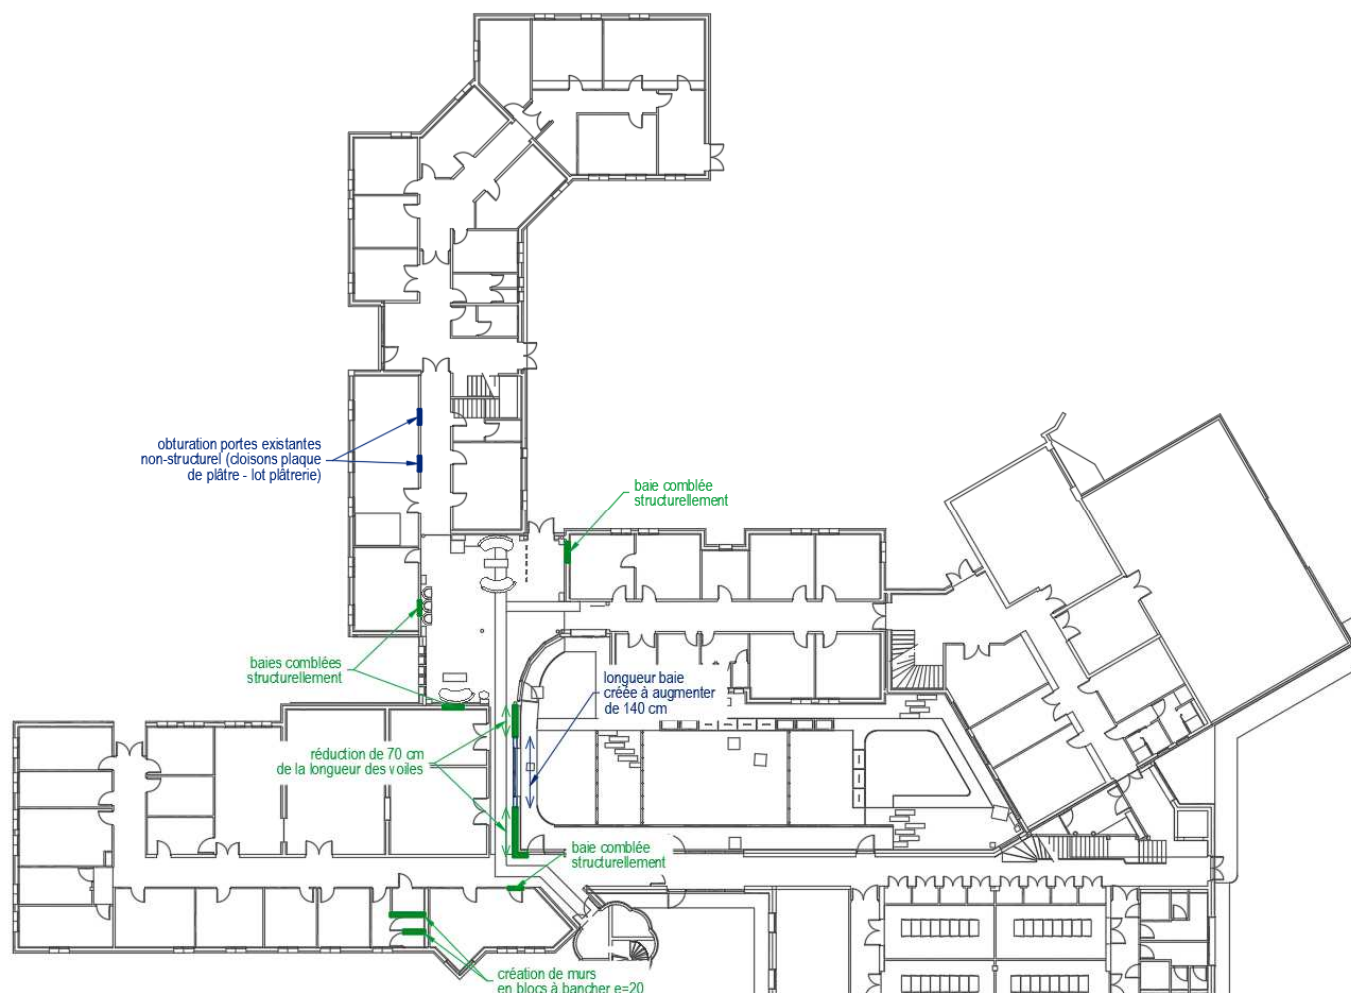 obturation portes existantes
non-structurel (cloisons plaque
de plâtre - lot plâtrerie)
baie comblée
structurellement
baies comblées
structurellement
longueur baie
créée à augmenter
de 140 cm
réduction de 70 cm
de la longueur des voiles
baie comblée
structurellement
création de murs
en blocs à bancher e=20